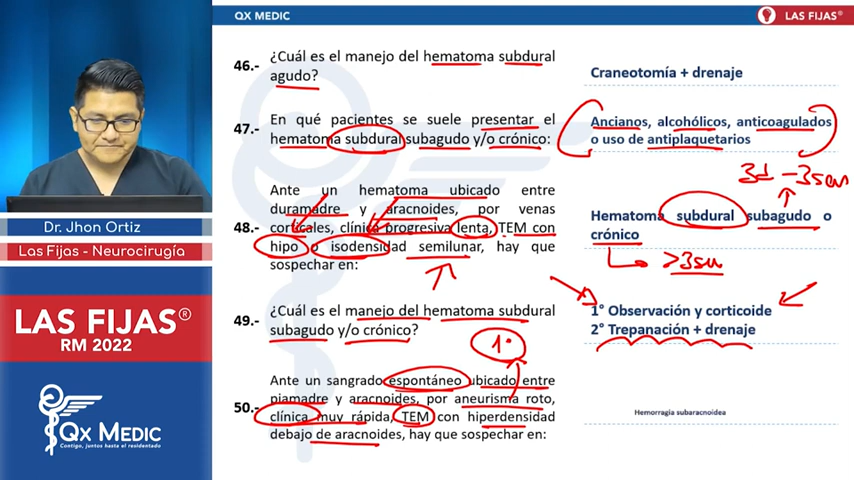 QX MEDIC
LAS FIJAS®
46.- ¿Cuál es el manejo del hematoma subdural
agudo?
Craneotomía + drenaje
47.- En qué pacientes se suele presentar el
hematoma subdural subagudo y/o crónico:
Ancianos, alcohólicos, anticoagulados
o uso de antiplaquetarios
3d - 3sem
48.- Ante un hematoma ubicado entre
duramadre y aracnoides, por venas
corticales, clínica progresiva lenta, TEM con
hipo o isodensidad semilunar, hay que
sospechar en:
Hematoma subdural subagudo o
crónico
>3sem
49.- ¿Cuál es el manejo del hematoma subdural
subagudo y/o crónico?
1° Observación y corticoide
2° Trepanación + drenaje
1°
50.- Ante un sangrado espontáneo ubicado entre
piamadre y aracnoides, por aneurisma roto,
clínica muy rápida, TEM con hiperdensidad
debajo de aracnoides, hay que sospechar en:
Hemorragia subaracnoidea
Dr. Jhon Ortiz
Las Fijas - Neurocirugía
LAS FIJAS®
RM 2022
QX MEDIC
Contigo, juntos hasta el residentado